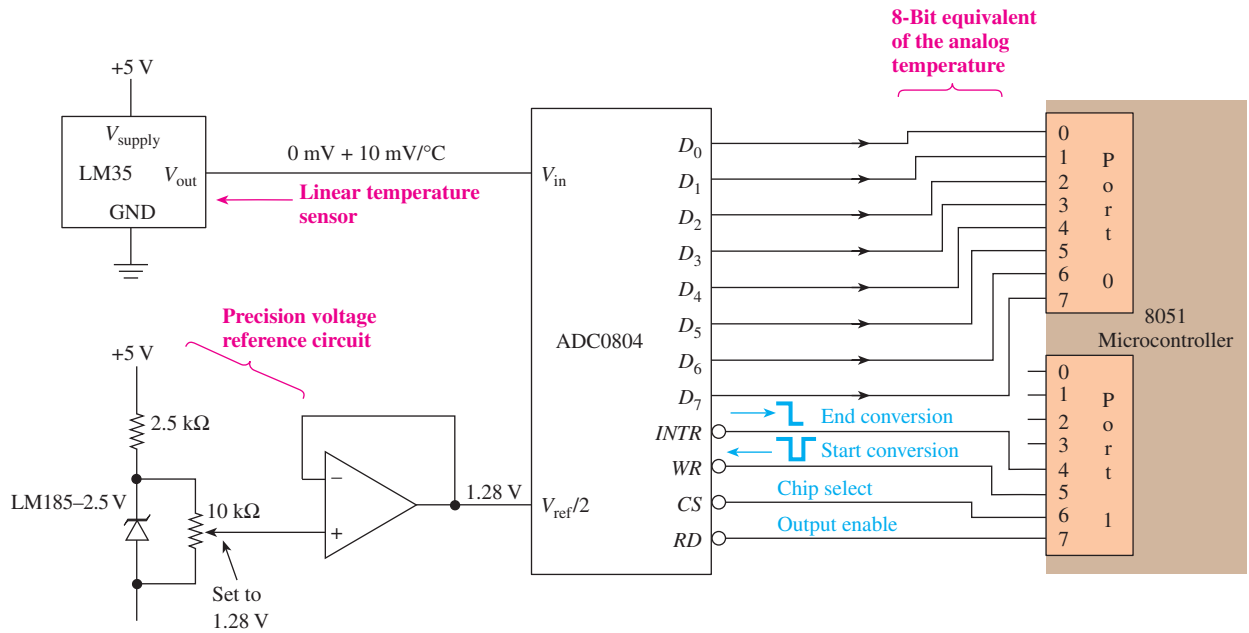 8-Bit equivalent
of the analog
temperature
+5 V
V_supply
LM35
V_out
GND
0 mV + 10 mV/°C
Linear temperature
sensor
V_in
D_0
D_1
D_2
D_3
D_4
D_5
D_6
D_7
ADC0804
INTR
WR
CS
RD
V_ref/2
End conversion
Start conversion
Chip select
Output enable
0
1
2
3
4
5
6
7
Port 0
8051
Microcontroller
0
1
2
3
4
5
6
7
Port 1
Precision voltage
reference circuit
+5 V
2.5 kΩ
LM185–2.5 V
10 kΩ
−
+
1.28 V
Set to
1.28 V